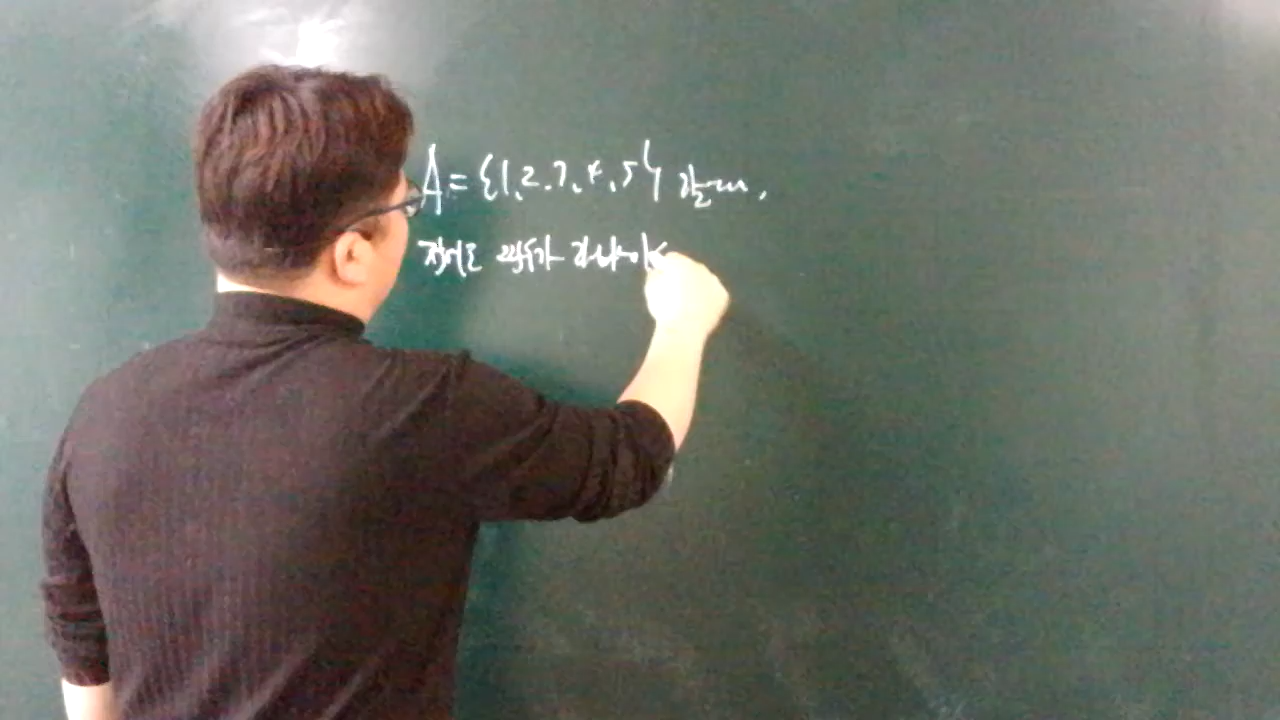 A = {1, 2, 3, 4, 5} 일 때,
적어도 짝수가 하나 이